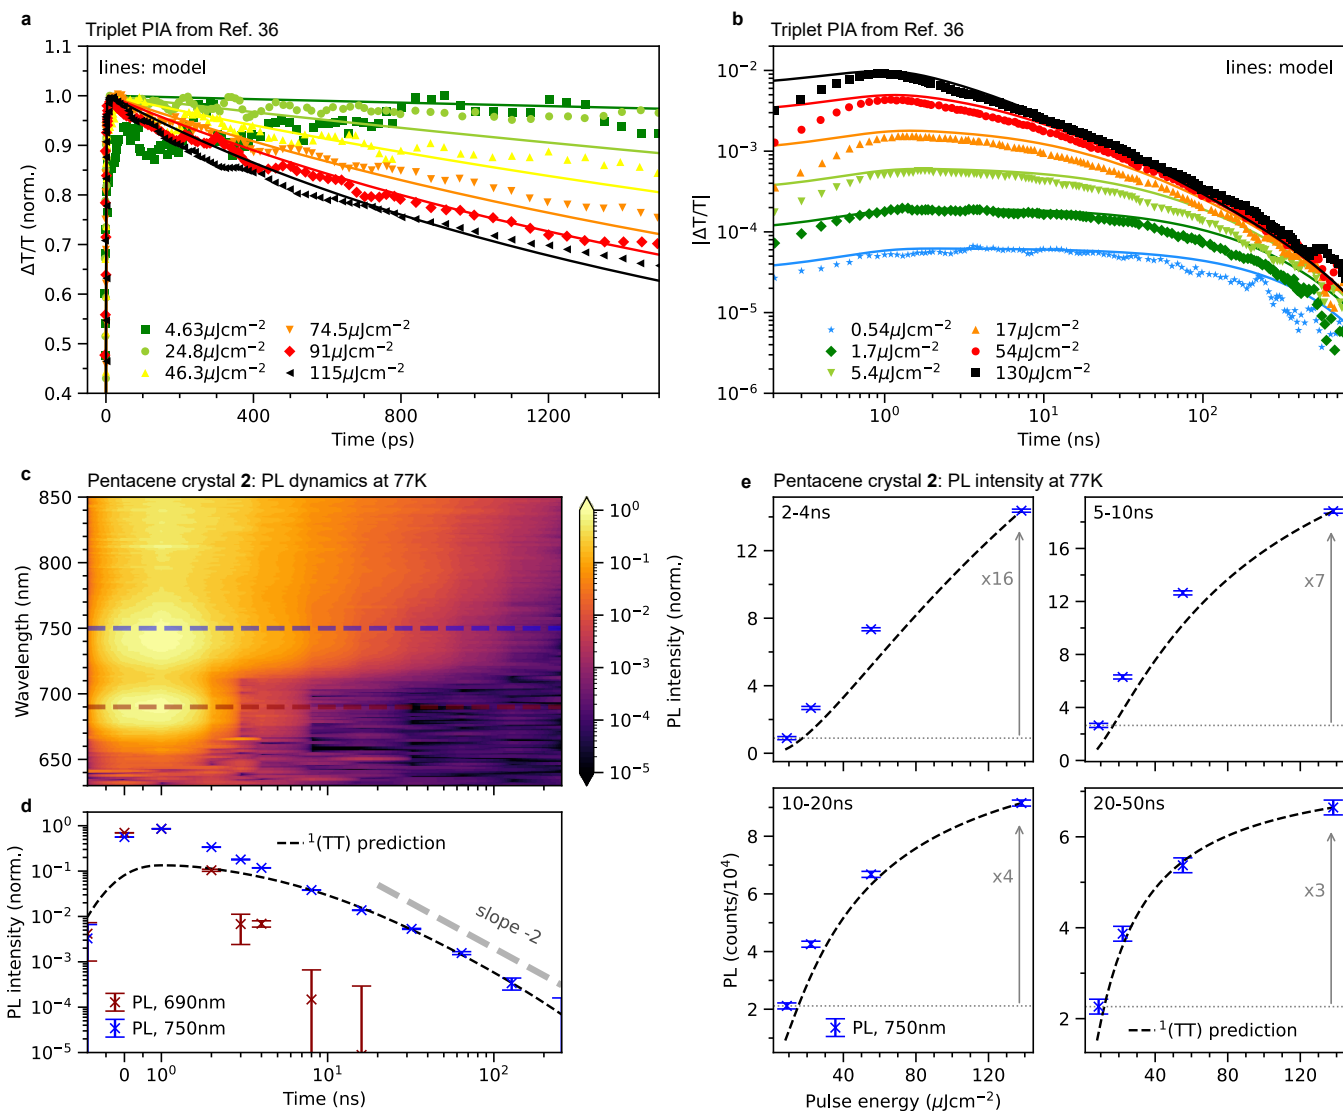 a
Triplet PIA from Ref. 36
lines: model
ΔT/T (norm.)
1.1
1.0
0.9
0.8
0.7
0.6
0.5
0.4
0
400
800
1200
Time (ps)
4.63μJcm⁻²
24.8μJcm⁻²
46.3μJcm⁻²
74.5μJcm⁻²
91μJcm⁻²
115μJcm⁻²
b
Triplet PIA from Ref. 36
lines: model
|ΔT/T|
10⁻²
10⁻³
10⁻⁴
10⁻⁵
10⁻⁶
10⁰
10¹
10²
Time (ns)
0.54μJcm⁻²
1.7μJcm⁻²
5.4μJcm⁻²
17μJcm⁻²
54μJcm⁻²
130μJcm⁻²
c
Pentacene crystal 2: PL dynamics at 77K
Wavelength (nm)
850
800
750
700
650
10⁰
10⁻¹
10⁻²
10⁻³
10⁻⁴
10⁻⁵
PL intensity (norm.)
d
PL intensity (norm.)
10⁰
10⁻¹
10⁻²
10⁻³
10⁻⁴
10⁻⁵
¹(TT) prediction
slope -2
PL, 690nm
PL, 750nm
0
10⁰
10¹
10²
Time (ns)
e
Pentacene crystal 2: PL intensity at 77K
2-4ns
12
8
4
0
x16
5-10ns
16
12
8
4
0
x7
10-20ns
8
6
4
2
x4
PL, 750nm
PL (counts/10⁴)
40
80
120
20-50ns
6
4
2
x3
¹(TT) prediction
40
80
120
Pulse energy (μJcm⁻²)